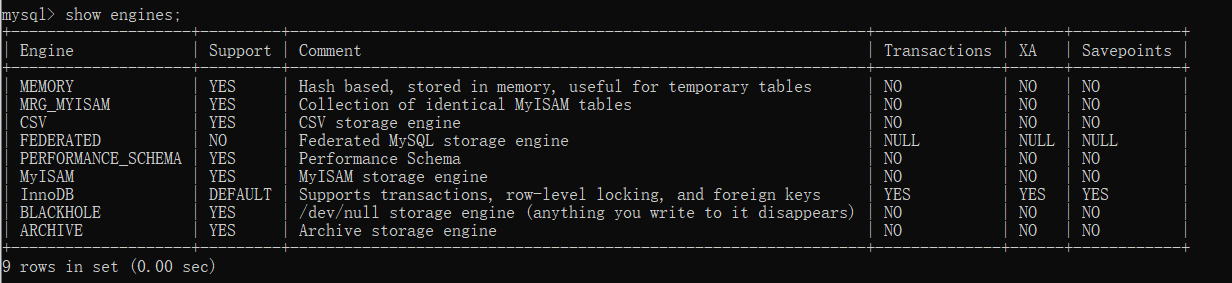 mysql> show engines;
+--------------------+---------+----------------------------------------------------------------+--------------+------+------------+
| Engine             | Support | Comment                                                        | Transactions | XA   | Savepoints |
+--------------------+---------+----------------------------------------------------------------+--------------+------+------------+
| MEMORY             | YES     | Hash based, stored in memory, useful for temporary tables      | NO           | NO   | NO         |
| MRG_MYISAM         | YES     | Collection of identical MyISAM tables                          | NO           | NO   | NO         |
| CSV                | YES     | CSV storage engine                                             | NO           | NO   | NO         |
| FEDERATED          | NO      | Federated MySQL storage engine                                 | NULL         | NULL | NULL       |
| PERFORMANCE_SCHEMA | YES     | Performance Schema                                             | NO           | NO   | NO         |
| MyISAM             | YES     | MyISAM storage engine                                          | NO           | NO   | NO         |
| InnoDB             | DEFAULT | Supports transactions, row-level locking, and foreign keys     | YES          | YES  | YES        |
| BLACKHOLE          | YES     | /dev/null storage engine (anything you write to it disappears) | NO           | NO   | NO         |
| ARCHIVE            | YES     | Archive storage engine                                         | NO           | NO   | NO         |
+--------------------+---------+----------------------------------------------------------------+--------------+------+------------+
9 rows in set (0.00 sec)